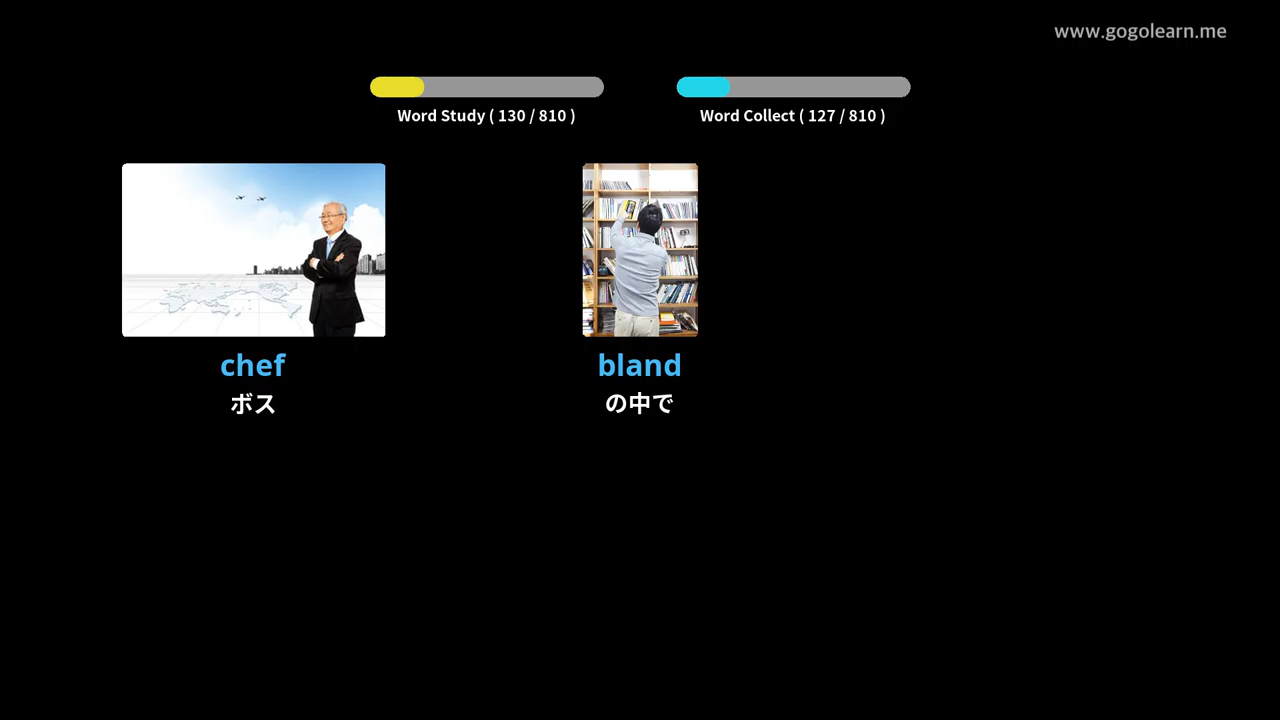 www.gogolearn.me
Word Study ( 130 / 810 )
Word Collect ( 127 / 810 )
chef
ボス
bland
の中で